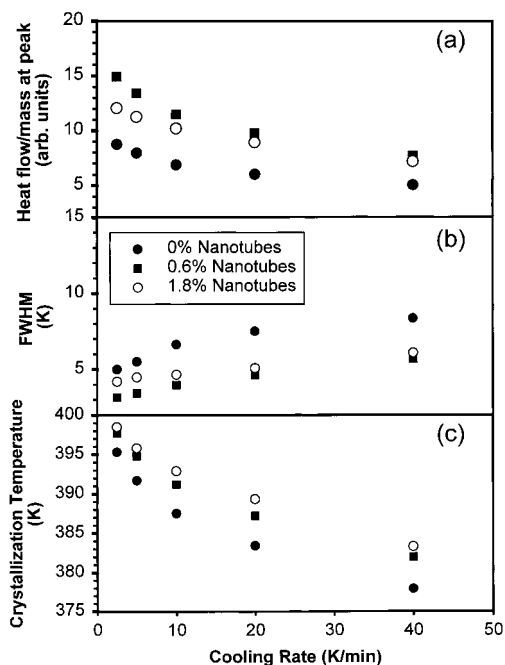 20
15
10
5
15
Heat flow/mass at peak
(arb. units)
(a)
10
5
400
FWHM
(K)
(b)
0% Nanotubes
0.6% Nanotubes
1.8% Nanotubes
395
390
385
380
375
Crystallization Temperature
(K)
(c)
0 10 20 30 40 50
Cooling Rate (K/min)